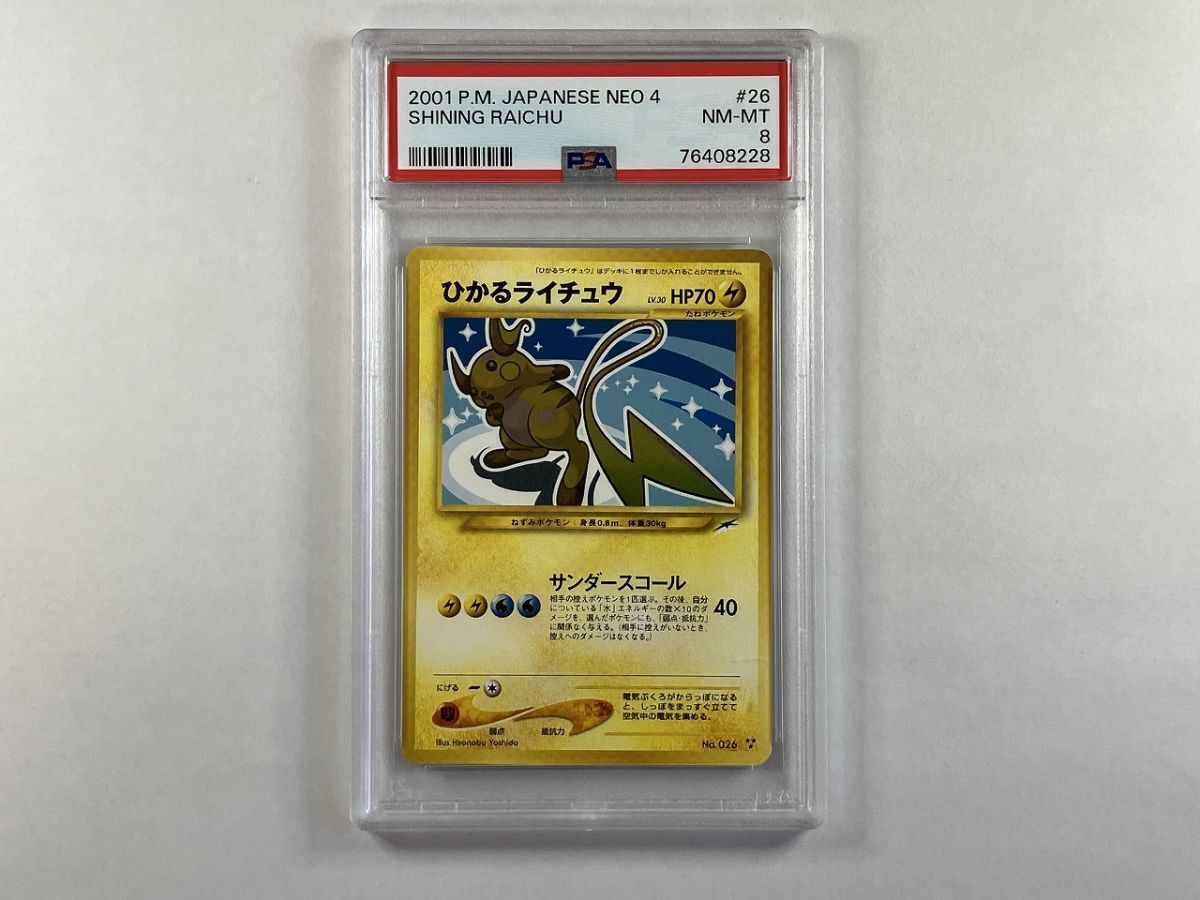 2001 P.M. JAPANESE NEO 4 #26
SHINING RAICHU NM-MT
8
PSA 76408228
「ひかるライチュウ」はデッキに1枚までしか入れることができません。
ひかるライチュウ LV.30 HP70
たねポケモン
ねずみポケモン:身長0.8m、体重30kg
サンダースコール
相手の控えポケモンを1匹選ぶ。その後、自分
についている「水」エネルギーの数×10のダ
メージを、選んだポケモンにも、「弱点・抵抗力」
に関係なく与える。(相手に控えがいないとき、
控えへのダメージはなくなる。)
40
にげる
闘
弱点 抵抗力
電気ぶくろがからっぽになる
と、しっぽをまっすぐ立てて
空気中の電気を集める。
Illus. Hironobu Yoshida No. 026